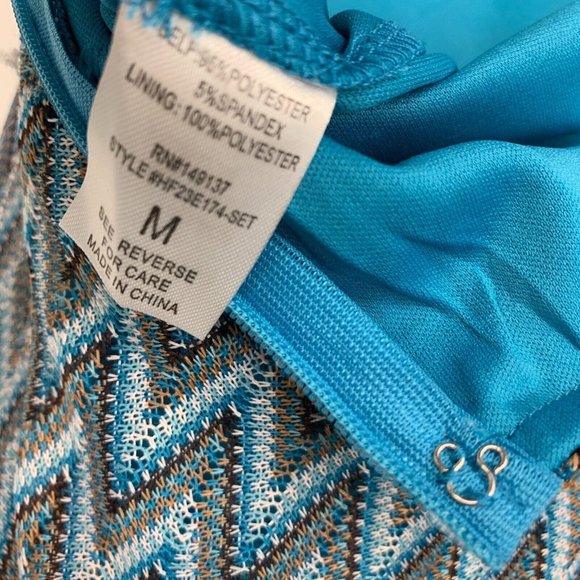 SELF:95%POLYESTER
5%SPANDEX
LINING: 100%POLYESTER
RN#149137
STYLE #HF23E174-SET
M
SEE REVERSE
FOR CARE
MADE IN CHINA